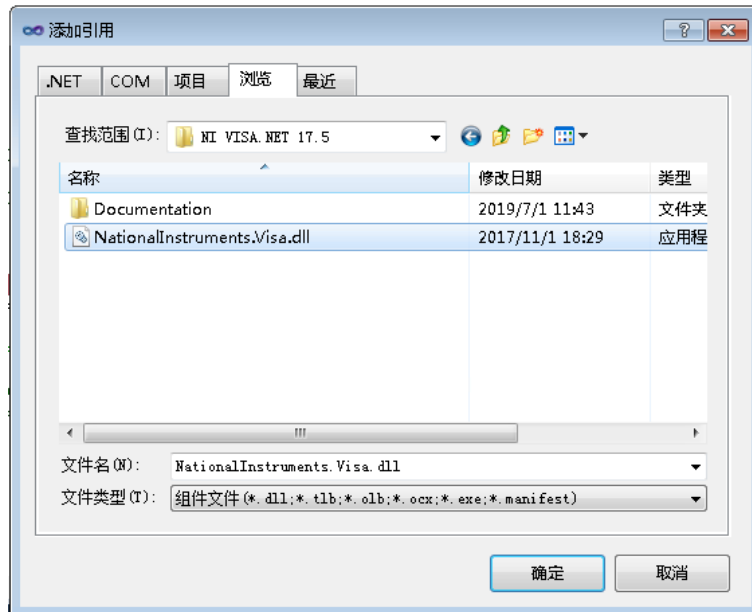 添加引用
.NET COM 项目 浏览 最近
查找范围(I): NI VISA.NET 17.5
名称 修改日期 类型
Documentation 2019/7/1 11:43 文件夹
NationalInstruments.Visa.dll 2017/11/1 18:29 应用程
文件名(N): NationalInstruments.Visa.dll
文件类型(T): 组件文件(*.dll;*.tlb;*.olb;*.ocx;*.exe;*.manifest)
确定 取消